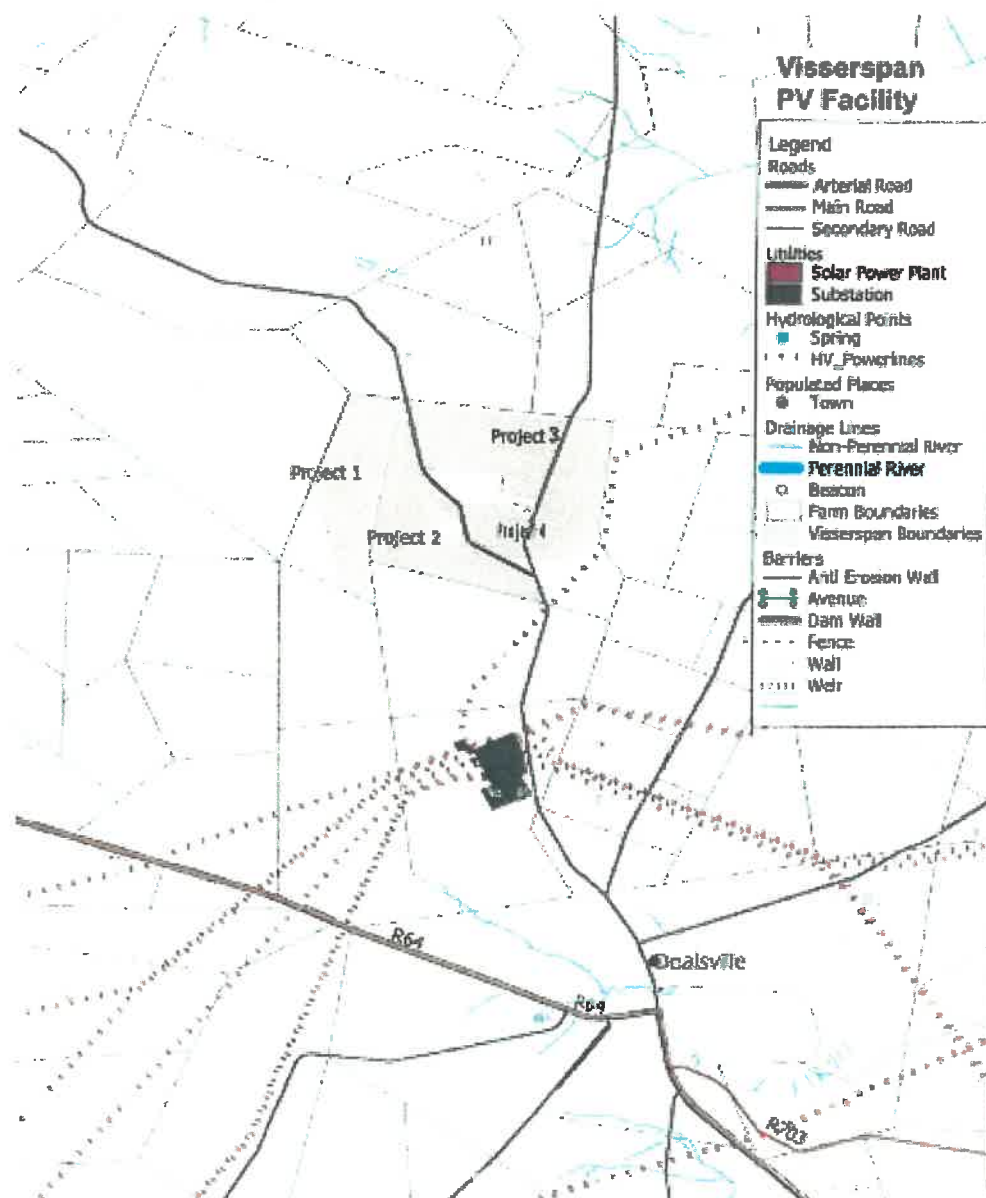 Visserspan
PV Facility
Legend
Roads
Arterial Road
Main Road
Secondary Road
Utilities
Solar Power Plant
Substation
Hydrological Points
Spring
HV_Powerlines
Populated Places
Town
Drainage Lines
Non-Perennial River
Perennial River
Beacon
Farm Boundaries
Visserspan Boundaries
Barriers
Anti Erosion Wall
Avenue
Dam Wall
Fence
Wall
Weir
Project 3
Project 1
Project 4
Project 2
R64
R64
R703